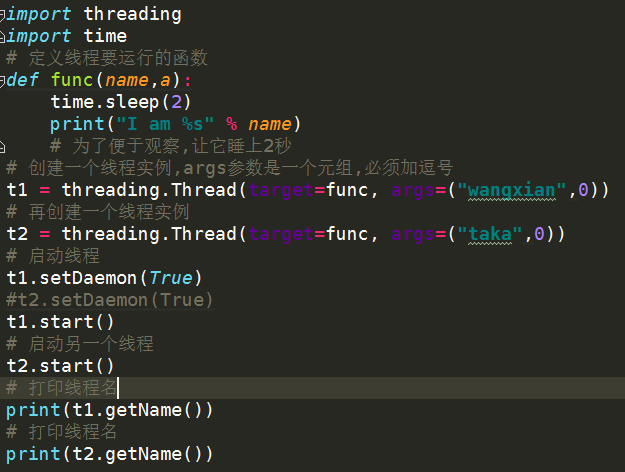 import threading
import time
# 定义线程要运行的函数
def func(name,a):
    time.sleep(2)
    print("I am %s" % name)
    # 为了便于观察,让它睡上2秒
# 创建一个线程实例,args参数是一个元组,必须加逗号
t1 = threading.Thread(target=func, args=("wangxian",0))
# 再创建一个线程实例
t2 = threading.Thread(target=func, args=("taka",0))
# 启动线程
t1.setDaemon(True)
#t2.setDaemon(True)
t1.start()
# 启动另一个线程
t2.start()
# 打印线程名
print(t1.getName())
# 打印线程名
print(t2.getName())